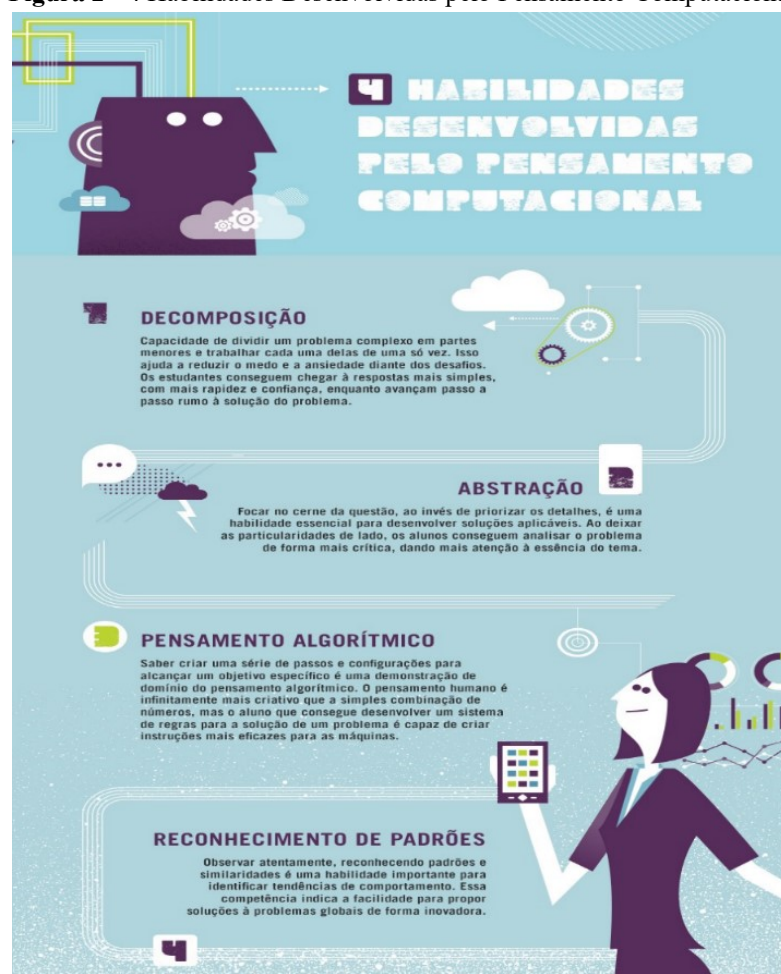 4 HABILIDADES
DESENVOLVIDAS
PELO PENSAMENTO
COMPUTACIONAL
1 DECOMPOSIÇÃO
Capacidade de dividir um problema complexo em partes
menores e trabalhar cada uma delas de uma só vez. Isso
ajuda a reduzir o medo e a ansiedade diante dos desafios.
Os estudantes conseguem chegar à respostas mais simples,
com mais rapidez e confiança, enquanto avançam passo a
passo rumo à solução do problema.
ABSTRAÇÃO 2
Focar no cerne da questão, ao invés de priorizar os detalhes, é uma
habilidade essencial para desenvolver soluções aplicáveis. Ao deixar
as particularidades de lado, os alunos conseguem analisar o problema
de forma mais crítica, dando mais atenção à essência do tema.
3 PENSAMENTO ALGORÍTMICO
Saber criar uma série de passos e configurações para
alcançar um objetivo específico é uma demonstração de
domínio do pensamento algorítmico. O pensamento humano é
infinitamente mais criativo que a simples combinação de
números, mas o aluno que consegue desenvolver um sistema
de regras para a solução de um problema é capaz de criar
instruções mais eficazes para as máquinas.
RECONHECIMENTO DE PADRÕES
Observar atentamente, reconhecendo padrões e
similaridades é uma habilidade importante para
identificar tendências de comportamento. Essa
competência indica a facilidade para propor
soluções à problemas globais de forma inovadora.
4